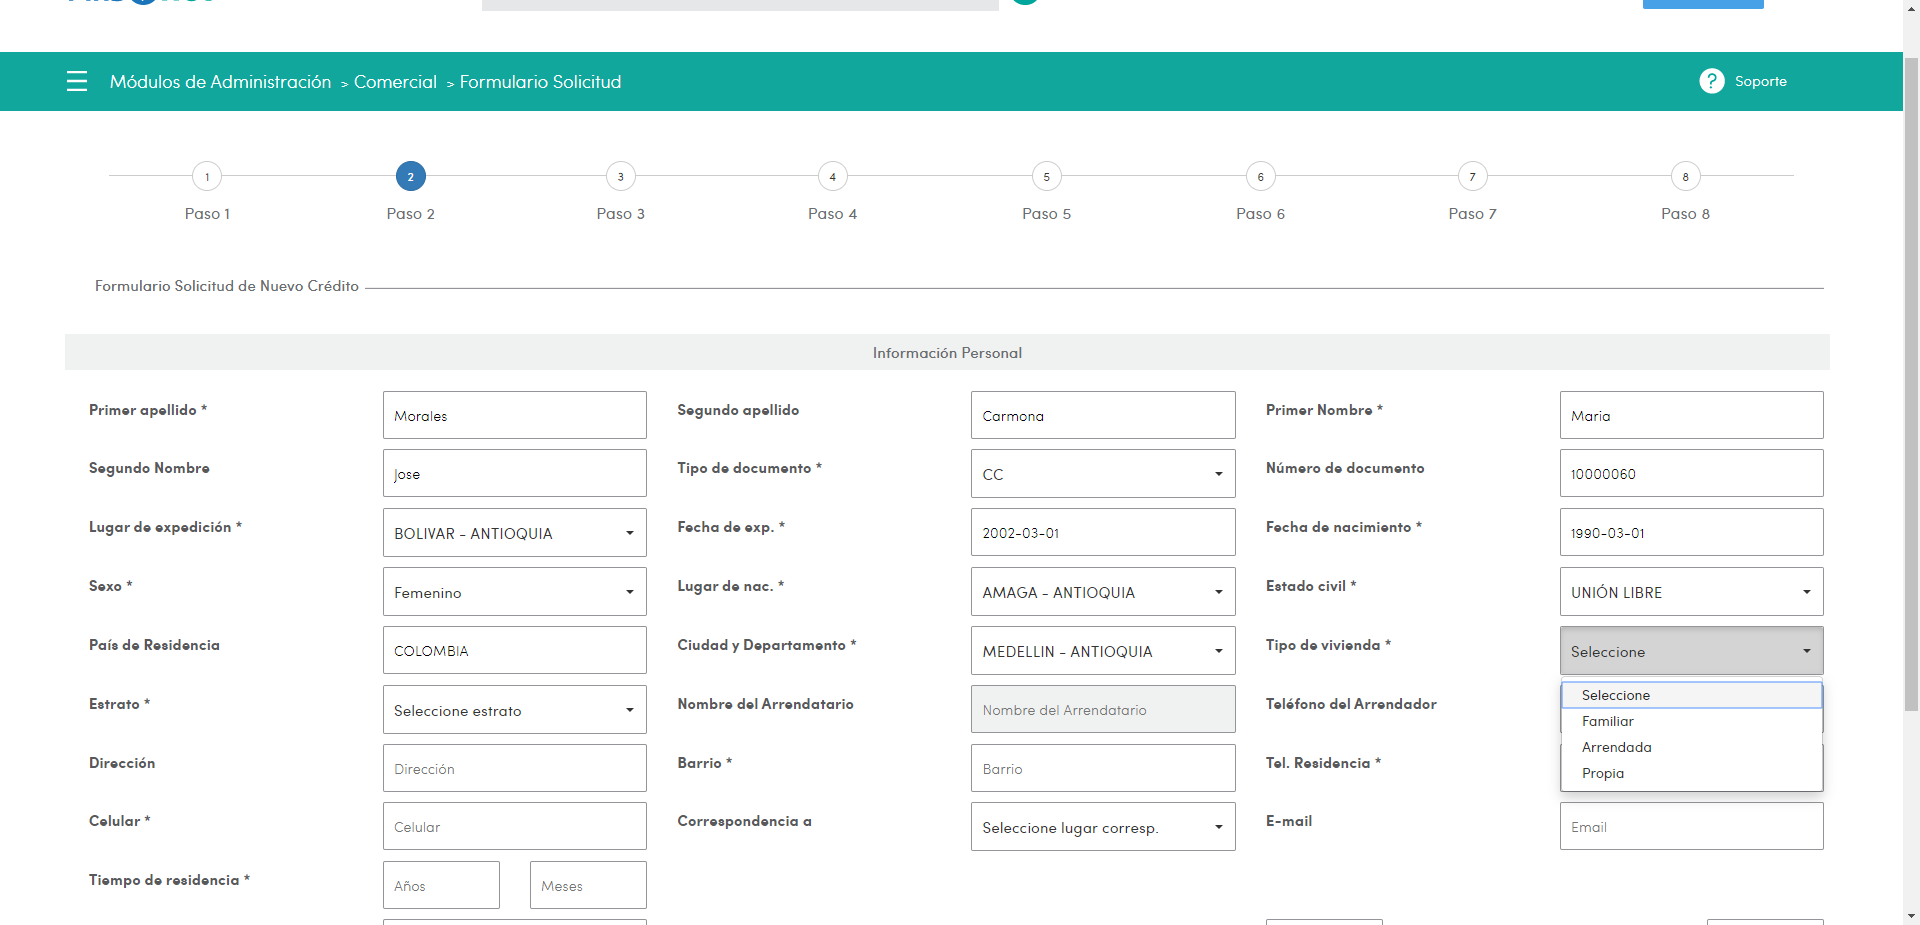 Módulos de Administración > Comercial > Formulario Solicitud
? Soporte
1 2 3 4 5 6 7 8
Paso 1 Paso 2 Paso 3 Paso 4 Paso 5 Paso 6 Paso 7 Paso 8
Formulario Solicitud de Nuevo Crédito
Información Personal
Primer apellido * Morales Segundo apellido Carmona Primer Nombre * Maria
Segundo Nombre Jose Tipo de documento * CC Número de documento 10000060
Lugar de expedición * BOLIVAR - ANTIOQUIA Fecha de exp. * 2002-03-01 Fecha de nacimiento * 1990-03-01
Sexo * Femenino Lugar de nac. * AMAGA - ANTIOQUIA Estado civil * UNIÓN LIBRE
País de Residencia COLOMBIA Ciudad y Departamento * MEDELLIN - ANTIOQUIA Tipo de vivienda * Seleccione
Seleccione
Familiar
Arrendada
Propia
Estrato * Seleccione estrato Nombre del Arrendatario Nombre del Arrendatario Teléfono del Arrendador
Dirección Dirección Barrio * Barrio Tel. Residencia *
Celular * Celular Correspondencia a Seleccione lugar corresp. E-mail Email
Tiempo de residencia * Años Meses